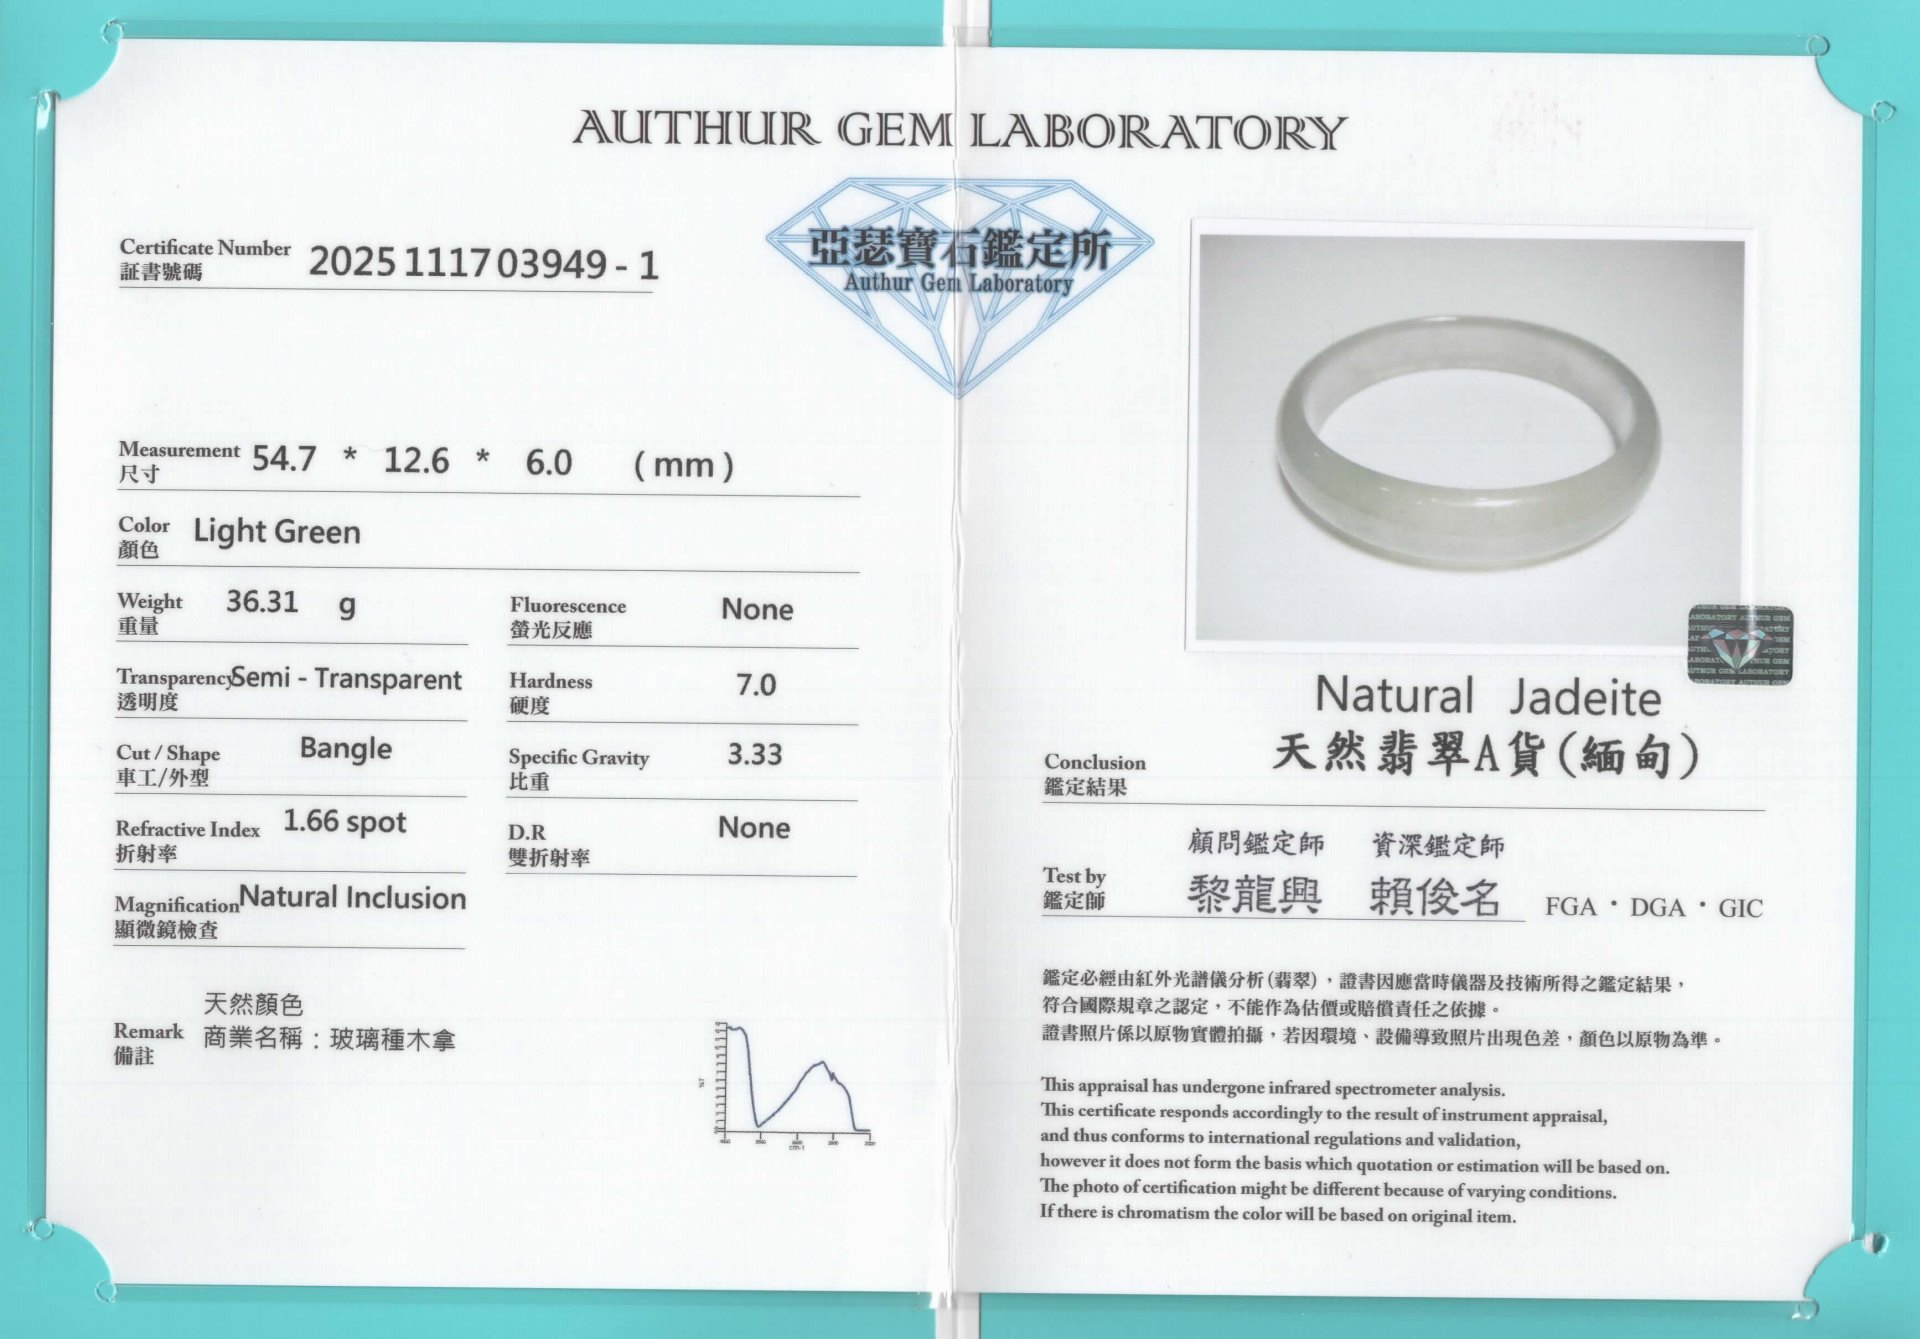 AUTHUR GEM LABORATORY
亞瑟寶石鑑定所
Authur Gem Laboratory
Certificate Number 2025111703949-1
証書號碼
Measurement 54.7 * 12.6 * 6.0 (mm)
尺寸
Color Light Green
顏色
Weight 36.31 g
重量
Fluorescence None
螢光反應
Transparency Semi - Transparent
透明度
Hardness 7.0
硬度
Cut / Shape Bangle
車工/外型
Specific Gravity 3.33
比重
Refractive Index 1.66 spot
折射率
D.R None
雙折射率
Magnification Natural Inclusion
顯微鏡檢查
天然顏色
Remark 商業名稱：玻璃種木拿
備註
Natural Jadeite
天然翡翠A貨(緬甸)
Conclusion
鑑定結果
顧問鑑定師 資深鑑定師
Test by
鑑定師 黎龍興 賴俊名 FGA・DGA・GIC
鑑定必經由紅外光譜儀分析(翡翠)，證書因應當時儀器及技術所得之鑑定結果，
符合國際規章之認定，不能作為估價或賠償責任之依據。
證書照片係以原物實體拍攝，若因環境、設備導致照片出現色差，顏色以原物為準。
This appraisal has undergone infrared spectrometer analysis.
This certificate responds accordingly to the result of instrument appraisal,
and thus conforms to international regulations and validation,
however it does not form the basis which quotation or estimation will be based on.
The photo of certification might be different because of varying conditions.
If there is chromatism the color will be based on original item.